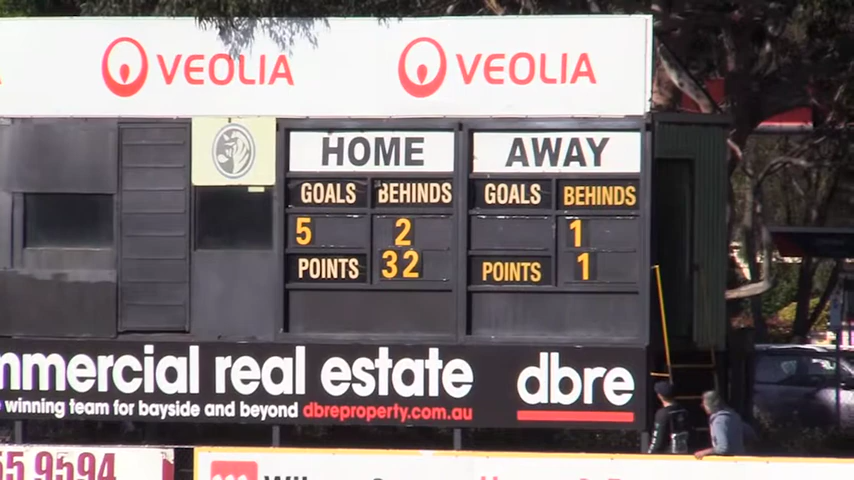 VEOLIA VEOLIA
HOME AWAY
GOALS BEHINDS GOALS BEHINDS
5 2 1
POINTS 32 POINTS 1
mmercial real estate dbre
winning team for bayside and beyond dbreproperty.com.au
55 9594